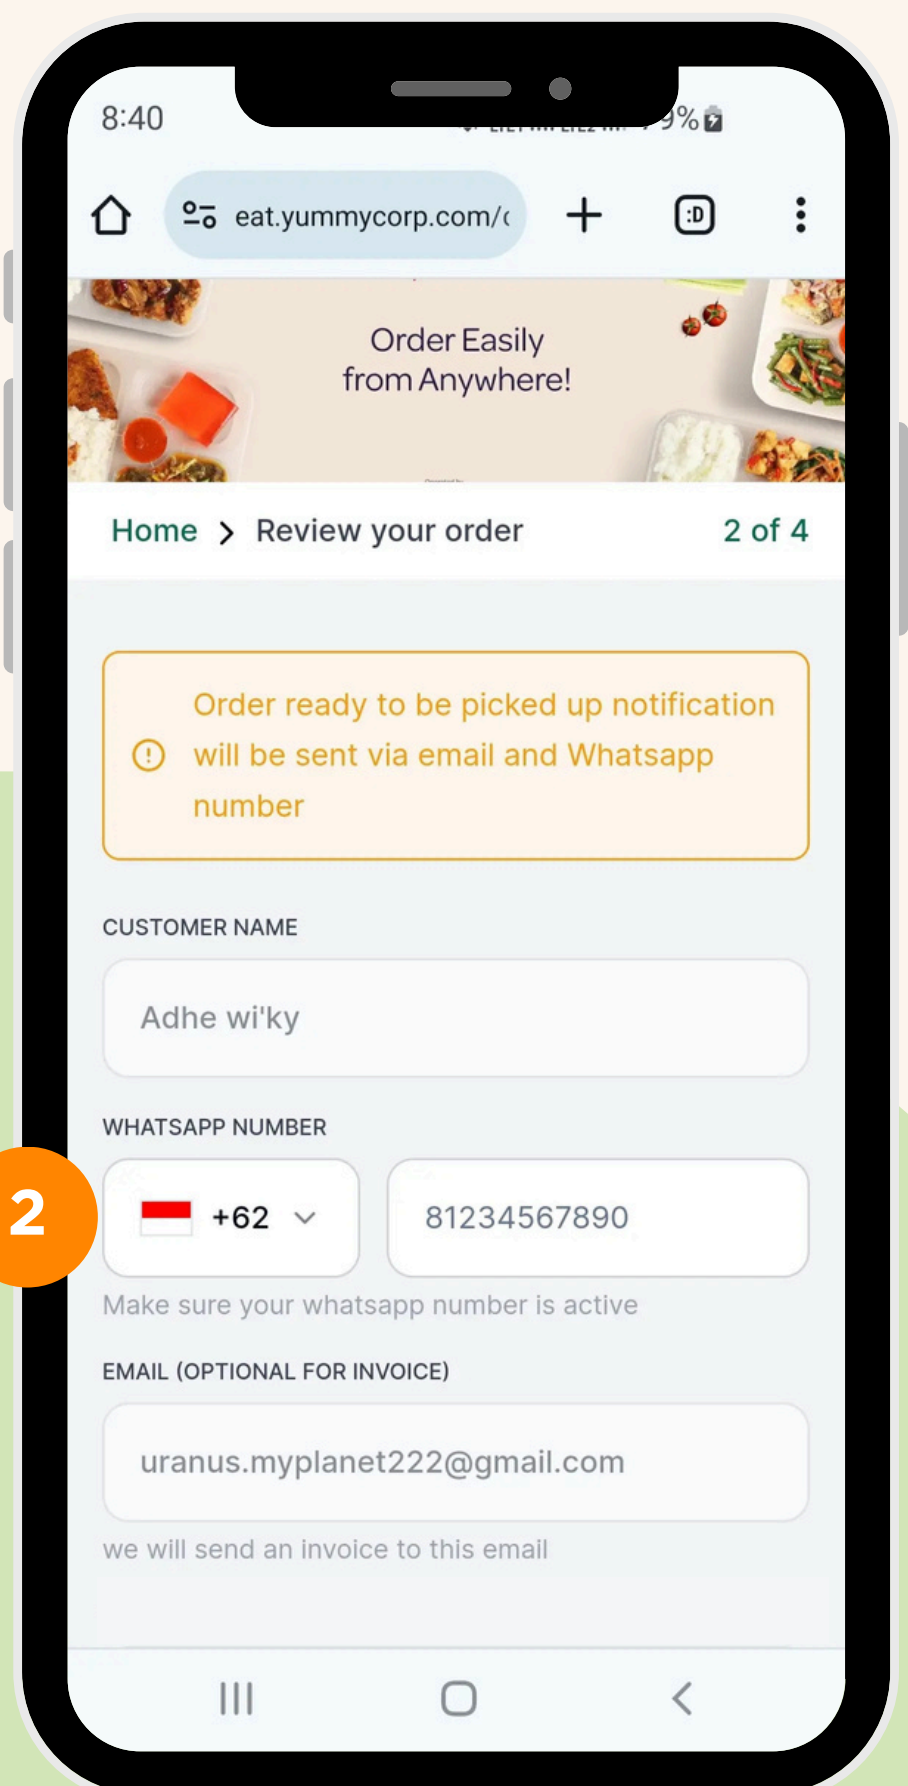 8:40
9%
eat.yummycorp.com/
:D
Order Easily
from Anywhere!
Home > Review your order 2 of 4
Order ready to be picked up notification
will be sent via email and Whatsapp
number
CUSTOMER NAME
Adhe wi'ky
WHATSAPP NUMBER
2
+62 81234567890
Make sure your whatsapp number is active
EMAIL (OPTIONAL FOR INVOICE)
uranus.myplanet222@gmail.com
we will send an invoice to this email